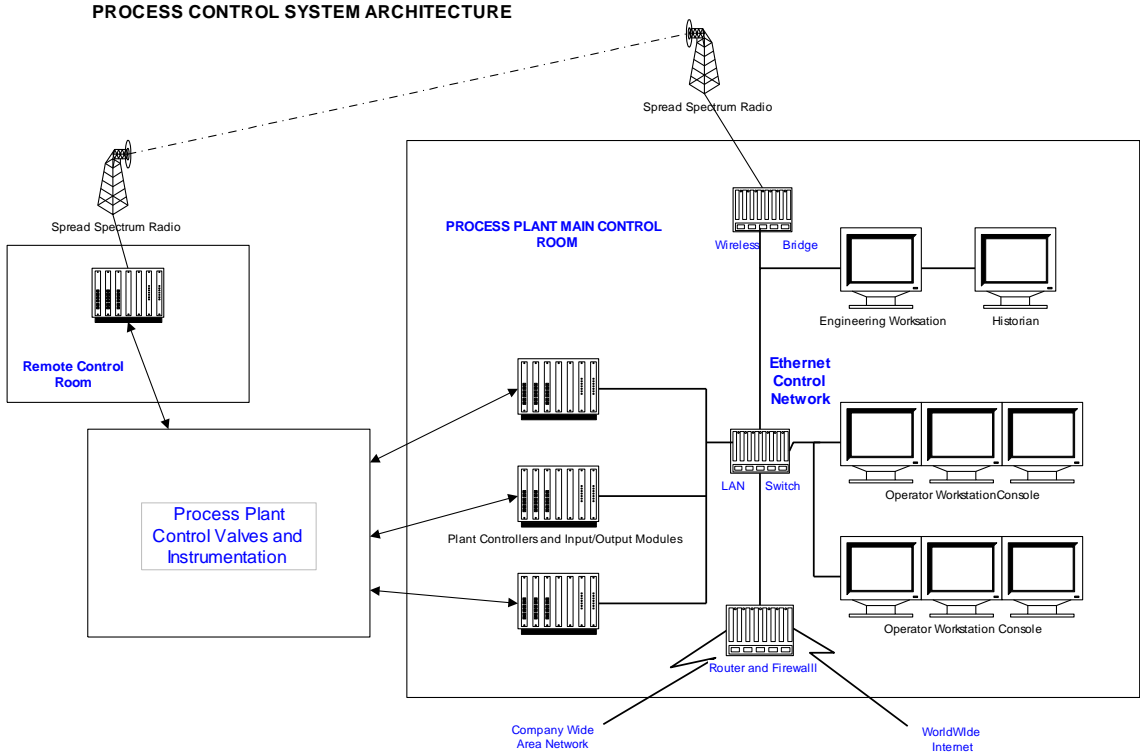 PROCESS CONTROL SYSTEM ARCHITECTURE
Spread Spectrum Radio
Spread Spectrum Radio
PROCESS PLANT MAIN CONTROL
ROOM
Wireless Bridge
Engineering Worksation
Historian
Remote Control
Room
Ethernet
Control
Network
LAN Switch
Operator WorkstationConsole
Process Plant
Control Valves and
Instrumentation
Plant Controllers and Input/Output Modules
Operator Workstation Console
Router and Firewalll
Company Wide
Area Network
WorldWIde
Internet